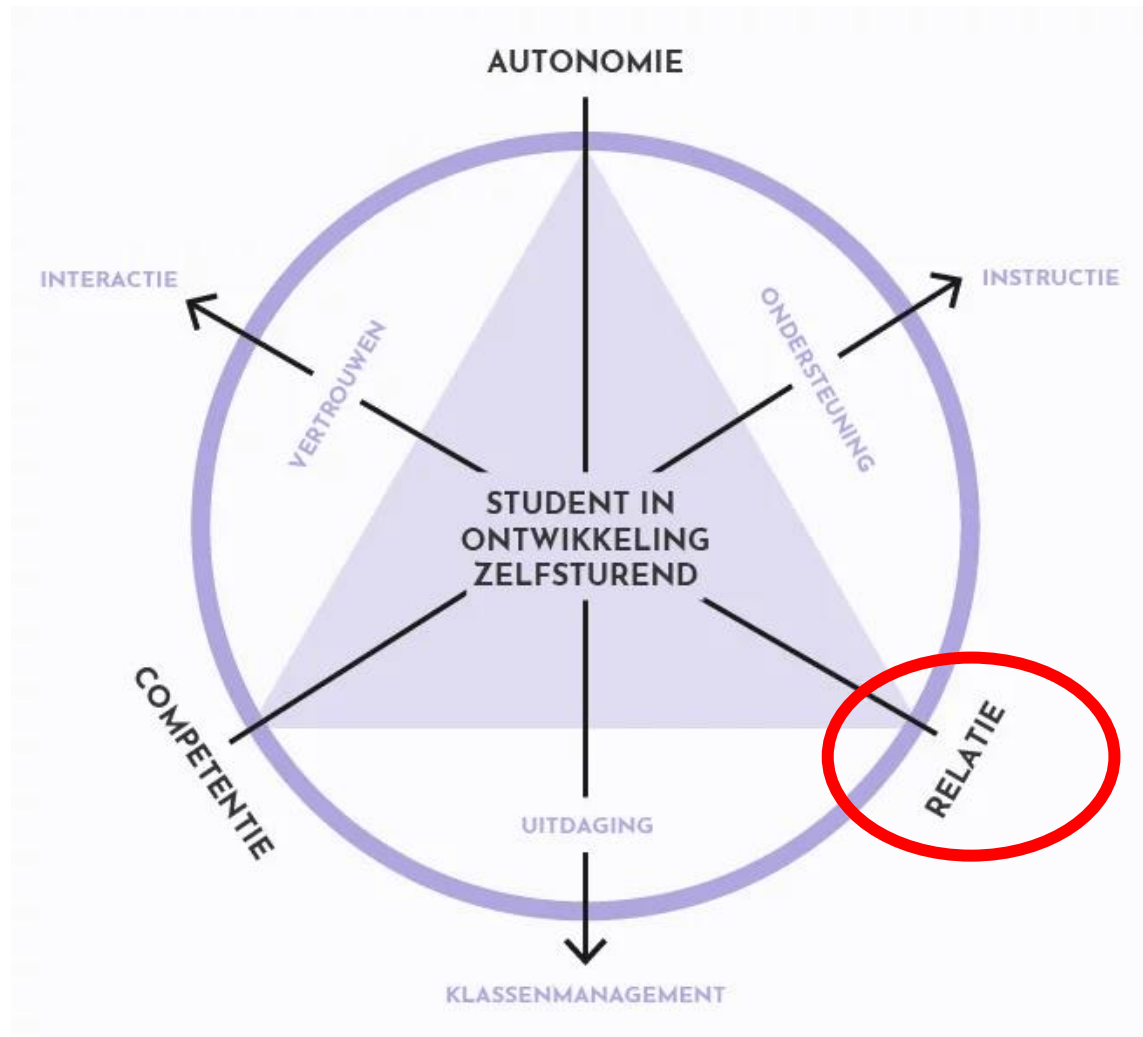 AUTONOMIE
INTERACTIE
INSTRUCTIE
VERTROUWEN
ONDERSTEUNING
STUDENT IN
ONTWIKKELING
ZELFSTUREND
COMPETENTIE
RELATIE
UITDAGING
KLASSENMANAGEMENT